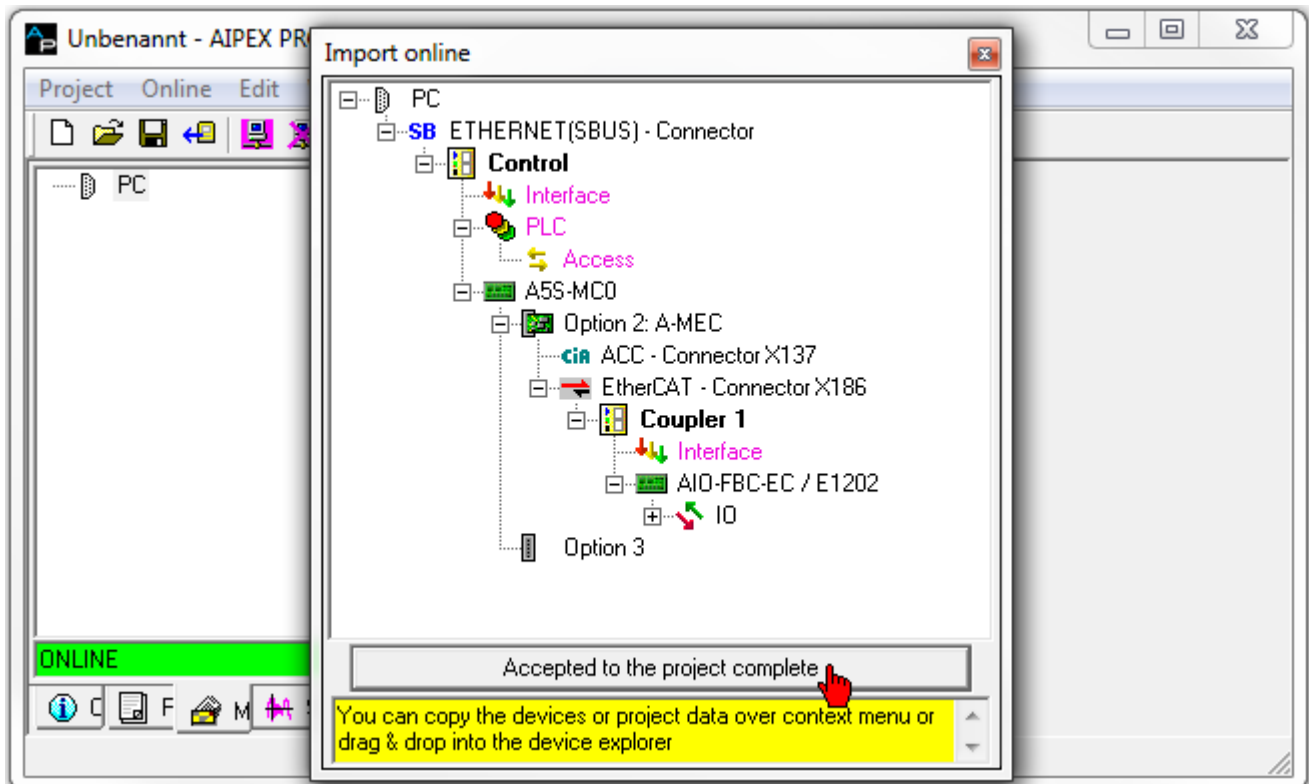 Unbenannt - AIPEX PR
Import online
Project Online Edit
PC
ONLINE
PC
SB ETHERNET(SBUS) - Connector
Control
Interface
PLC
Access
A5S-MC0
Option 2: A-MEC
CiA ACC - Connector X137
EtherCAT - Connector X186
Coupler 1
Interface
AIO-FBC-EC / E1202
IO
Option 3
Accepted to the project complete
F M
You can copy the devices or project data over context menu or
drag & drop into the device explorer